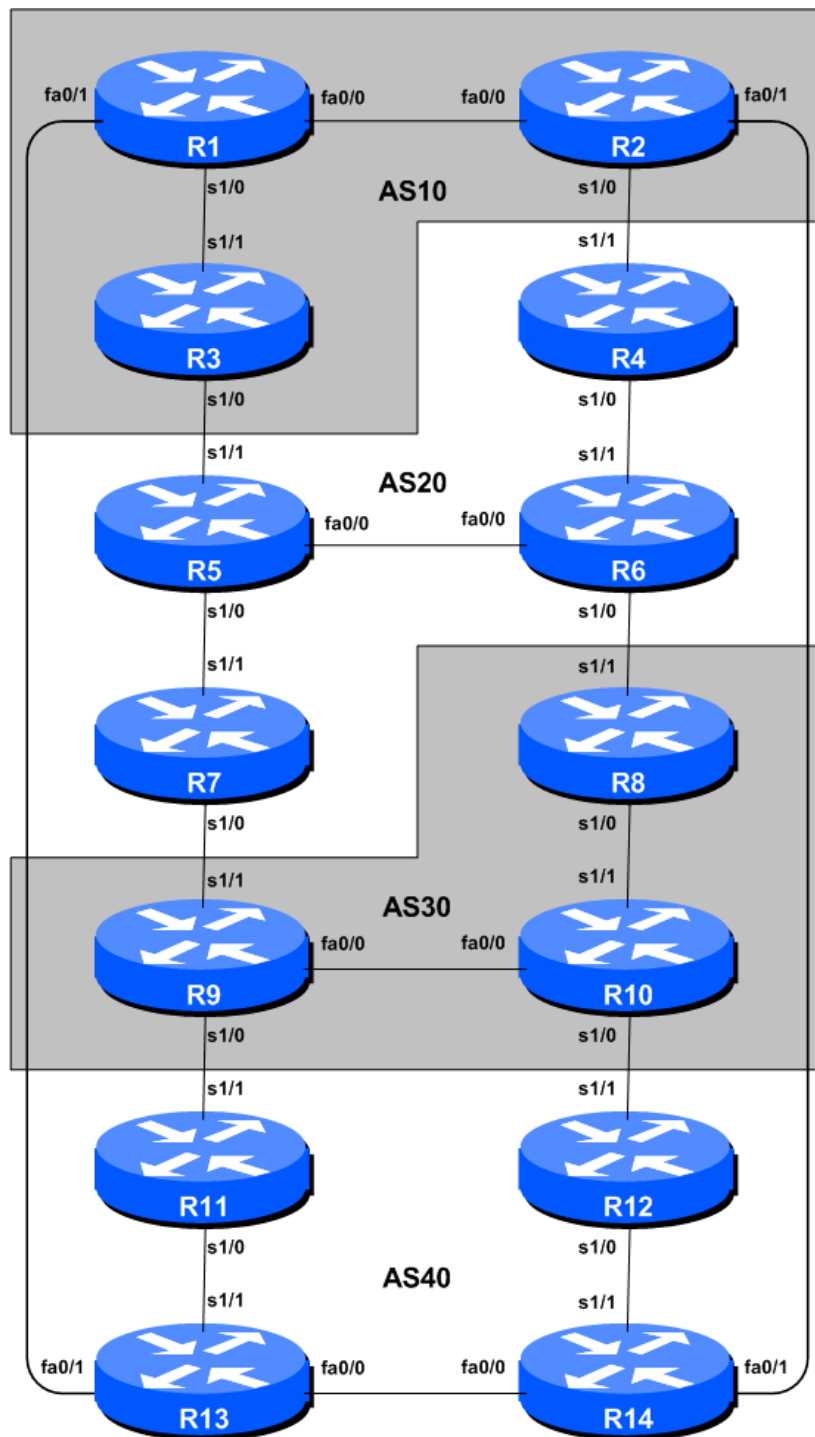 fa0/1 fa0/0 fa0/0 fa0/1
R1 R2
s1/0 AS10 s1/0
s1/1 s1/1
R3 R4
s1/0 s1/0
s1/1 s1/1
AS20
fa0/0 fa0/0
R5 R6
s1/0 s1/0
s1/1 s1/1
R7 R8
s1/0 s1/0
s1/1 s1/1
AS30
fa0/0 fa0/0
R9 R10
s1/0 s1/0
s1/1 s1/1
R11 R12
s1/0 s1/0
AS40
s1/1 s1/1
fa0/1 fa0/0 fa0/0 fa0/1
R13 R14